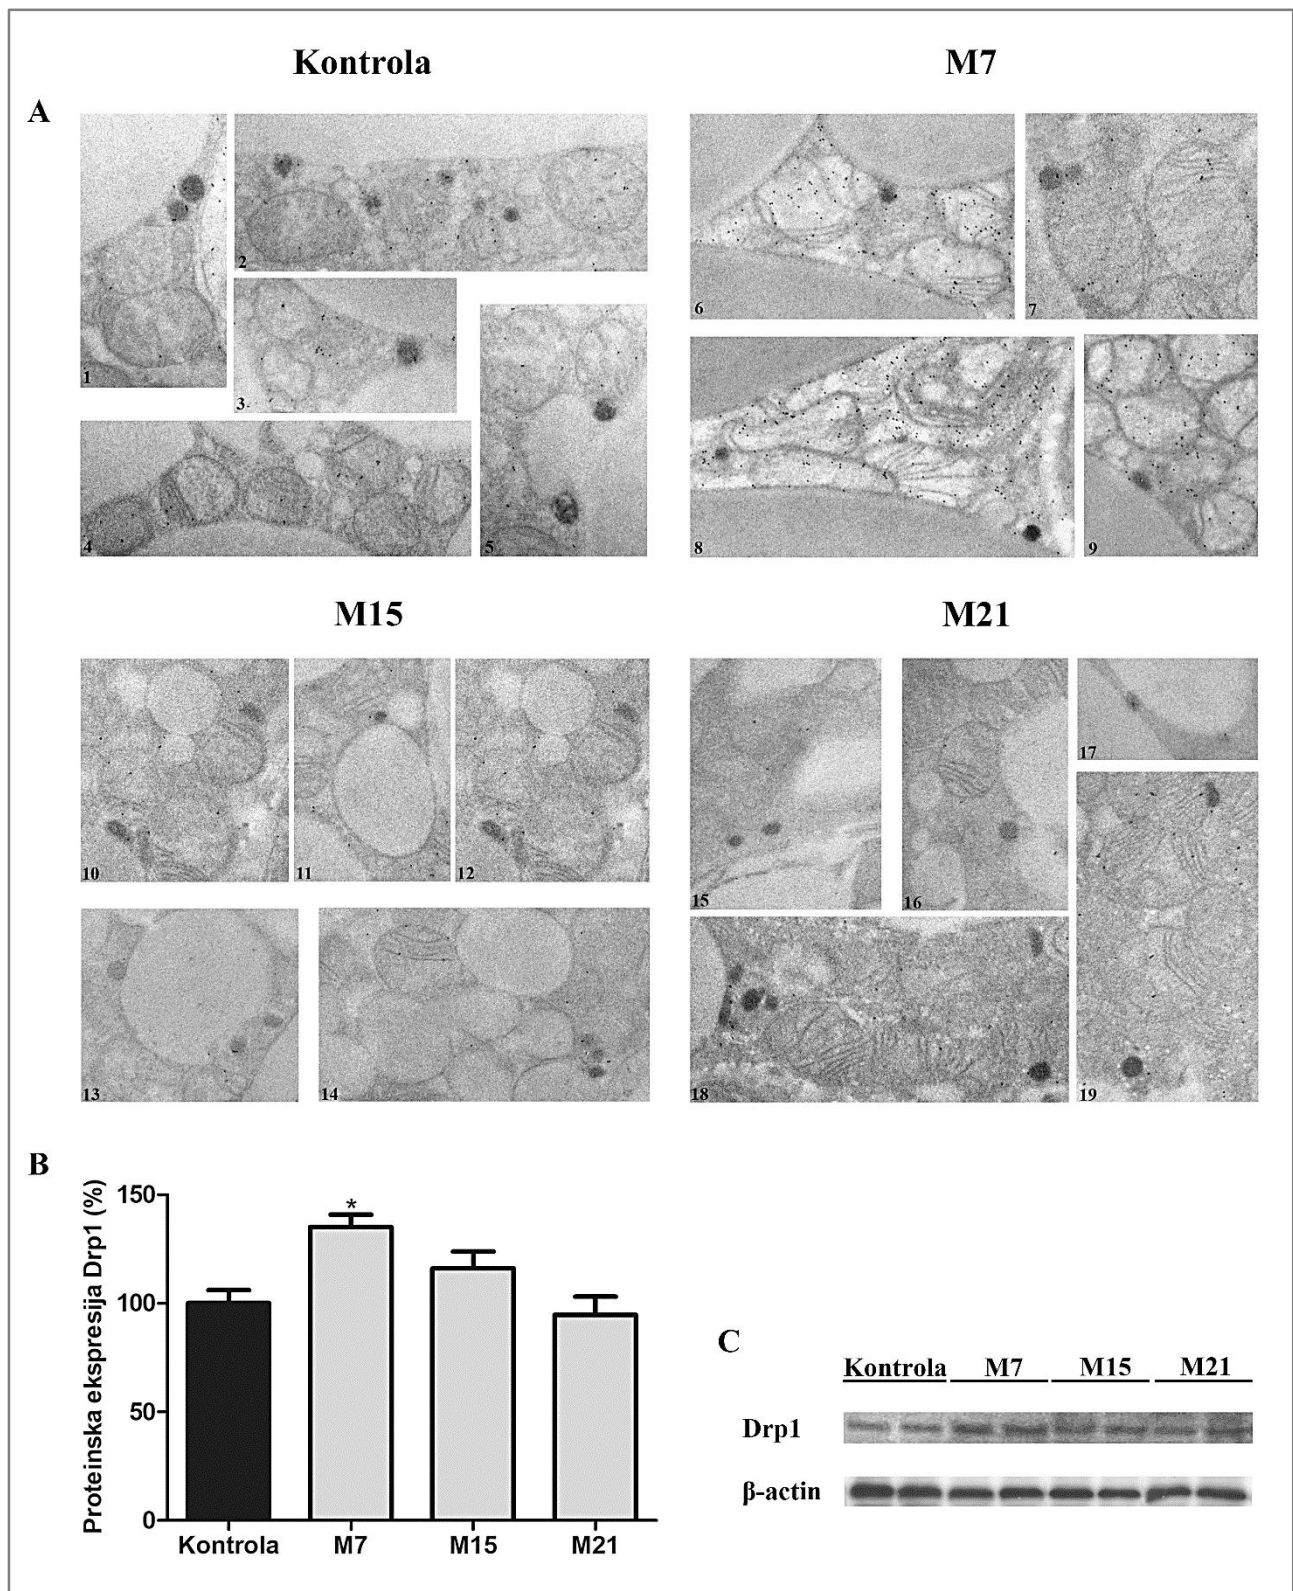 Kontrola
M7
A
1
2
3
4
5
6
7
8
9
M15
M21
10
11
12
13
14
15
16
17
18
19
B
Proteinska ekspresija Drp1 (%)
150
100
50
0
*
Kontrola
M7
M15
M21
C
Kontrola
M7
M15
M21
Drp1
β-actin